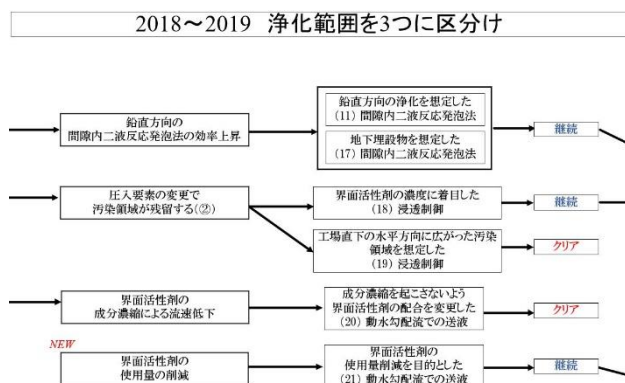 2018～2019　浄化範囲を3つに区分け
鉛直方向の
間隙内二液反応発泡法の効率上昇
鉛直方向の浄化を想定した
(11) 間隙内二液反応発泡法
地下埋設物を想定した
(17) 間隙内二液反応発泡法
継続
圧入要素の変更で
汚染領域が残留する(②)
界面活性剤の濃度に着目した
(18) 浸透制御
継続
工場直下の水平方向に広がった汚染
領域を想定した
(19) 浸透制御
クリア
界面活性剤の
成分濃縮による流速低下
成分濃縮を起こさないよう
界面活性剤の配合を変更した
(20) 動水勾配流での送液
クリア
NEW
界面活性剤の
使用量の削減
界面活性剤の
使用量削減を目的とした
(21) 動水勾配流での送液
継続